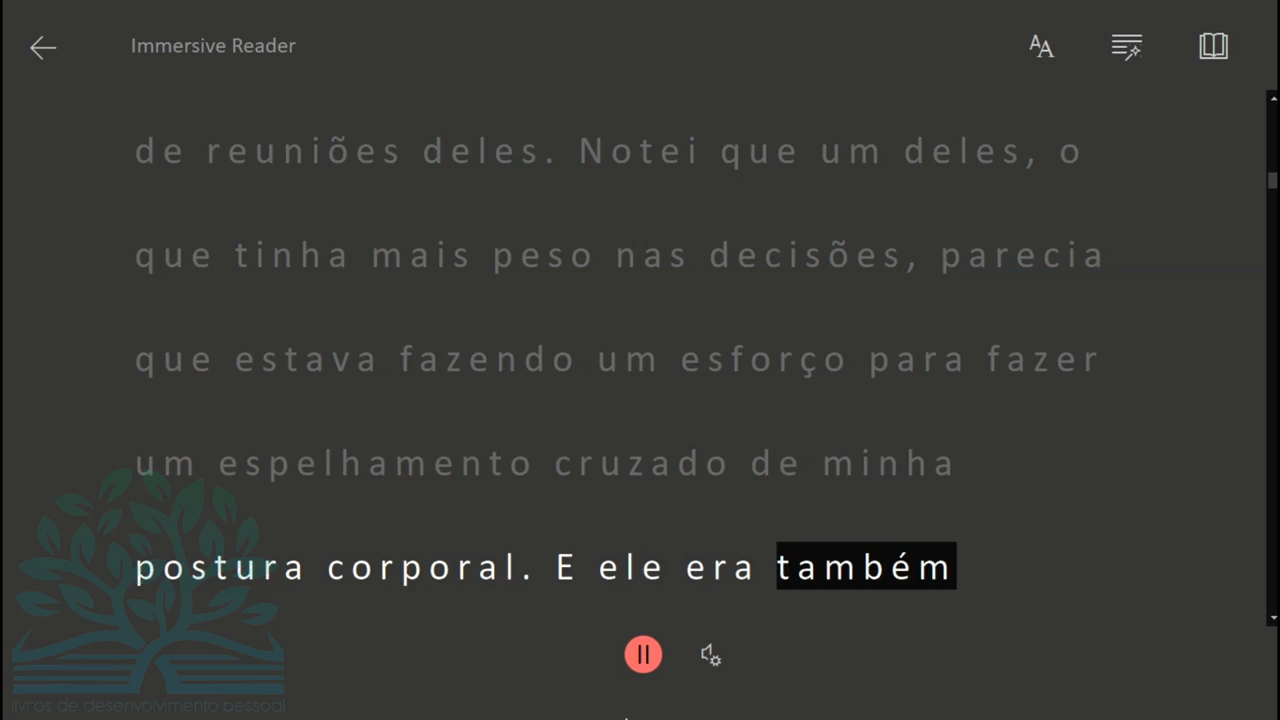 Immersive Reader
de reuniões deles. Notei que um deles, o
que tinha mais peso nas decisões, parecia
que estava fazendo um esforço para fazer
um espelhamento cruzado de minha
postura corporal. E ele era também
livros de desenvolvimento pessoal